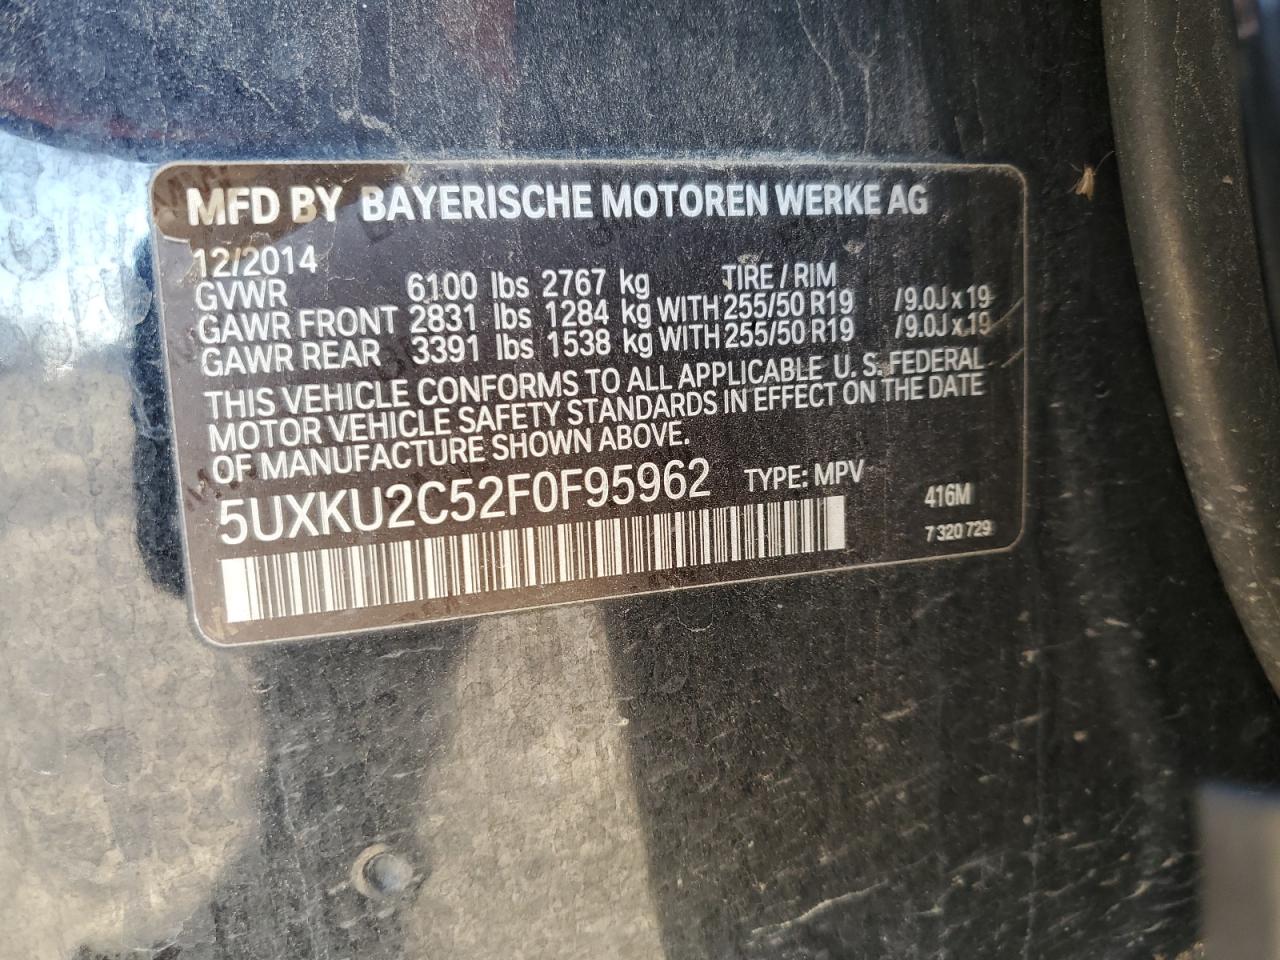 MFD BY BAYERISCHE MOTOREN WERKE AG
12/2014
GVWR 6100 lbs 2767 kg TIRE / RIM
GAWR FRONT 2831 lbs 1284 kg WITH 255/50 R19 /9.0J x 19
GAWR REAR 3391 lbs 1538 kg WITH 255/50 R19 /9.0J x 19
THIS VEHICLE CONFORMS TO ALL APPLICABLE U. S. FEDERAL
MOTOR VEHICLE SAFETY STANDARDS IN EFFECT ON THE DATE
OF MANUFACTURE SHOWN ABOVE.
5UXKU2C52F0F95962 TYPE: MPV
416M
7 320 729